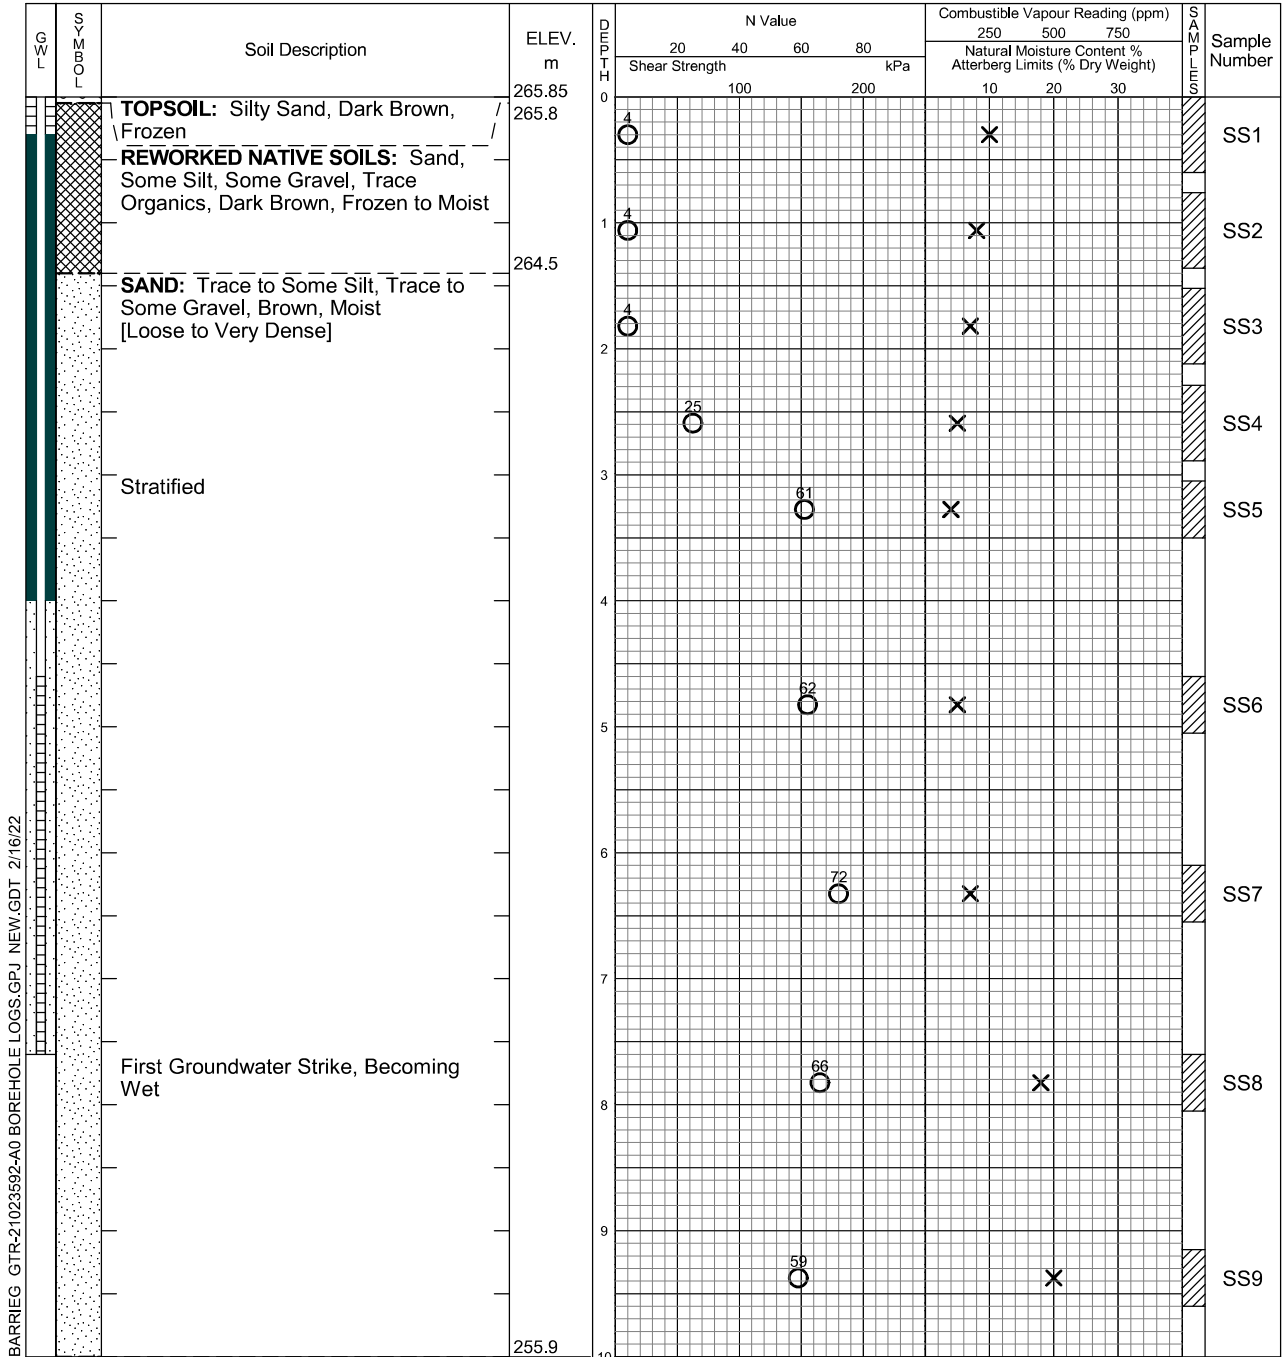 GWL
SYMBOL
Soil Description
ELEV.
m
DEPTH
N Value
20 40 60 80
Shear Strength kPa
100 200
Combustible Vapour Reading (ppm)
250 500 750
Natural Moisture Content %
Atterberg Limits (% Dry Weight)
10 20 30
SAMPLES
Sample
Number
265.85
0
TOPSOIL: Silty Sand, Dark Brown,
Frozen
265.8
4
SS1
REWORKED NATIVE SOILS: Sand,
Some Silt, Some Gravel, Trace
Organics, Dark Brown, Frozen to Moist
1
4
SS2
264.5
SAND: Trace to Some Silt, Trace to
Some Gravel, Brown, Moist
[Loose to Very Dense]
4
SS3
2
25
SS4
3
Stratified
61
SS5
4
62
SS6
5
6
72
SS7
7
First Groundwater Strike, Becoming
Wet
66
SS8
8
9
59
SS9
255.9
10
BARRIEG GTR-21023592-A0 BOREHOLE LOGS.GPJ NEW.GDT 2/16/22